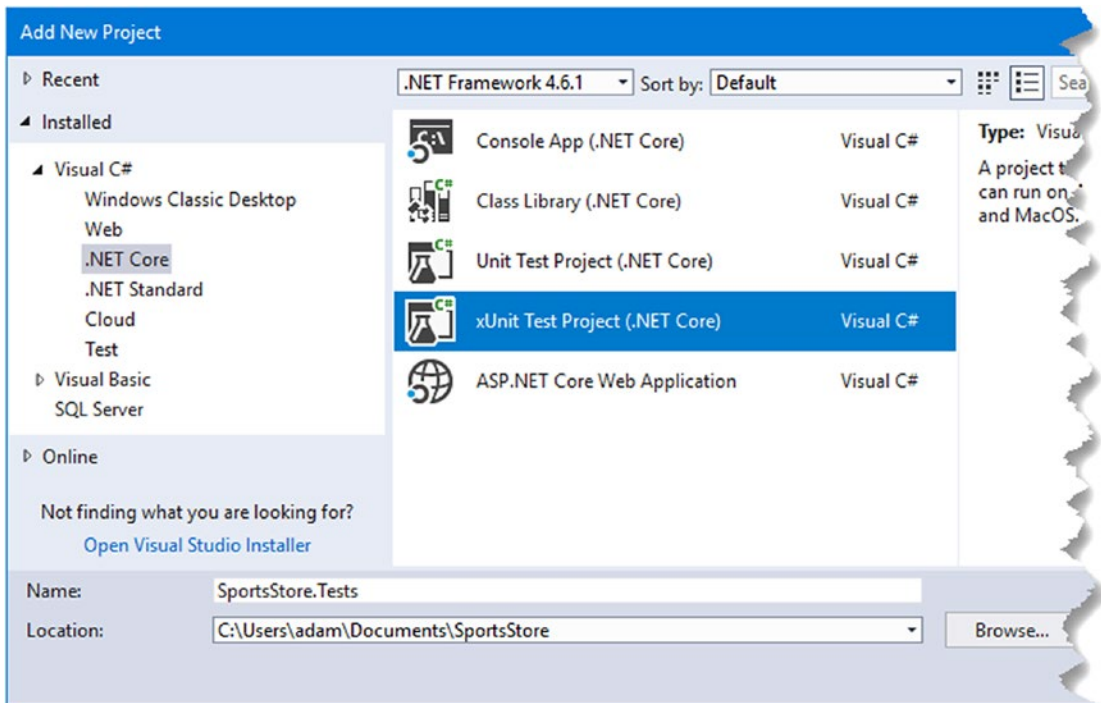 Add New Project
Recent
Installed
Visual C#
Windows Classic Desktop
Web
.NET Core
.NET Standard
Cloud
Test
Visual Basic
SQL Server
Online
Not finding what you are looking for?
Open Visual Studio Installer
.NET Framework 4.6.1 Sort by: Default
Console App (.NET Core) Visual C#
Class Library (.NET Core) Visual C#
Unit Test Project (.NET Core) Visual C#
xUnit Test Project (.NET Core) Visual C#
ASP.NET Core Web Application Visual C#
Type:
A project
can run on
and MacOS.
Name: SportsStore.Tests
Location: C:\Users\adam\Documents\SportsStore Browse...